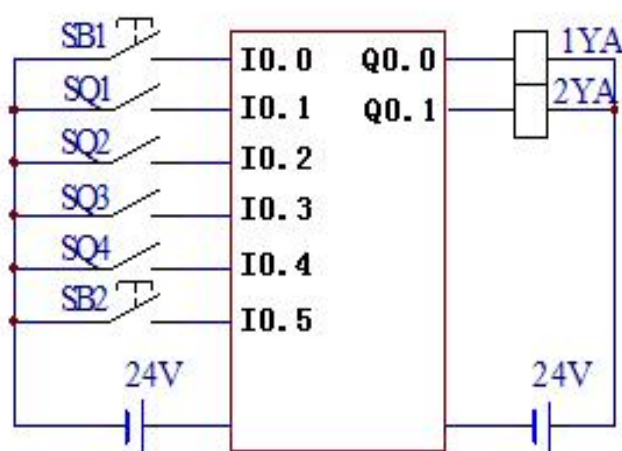 SB1 I0.0 Q0.0 1YA
SQ1 I0.1 Q0.1 2YA
SQ2 I0.2
SQ3 I0.3
SQ4 I0.4
SB2 I0.5
24V 24V